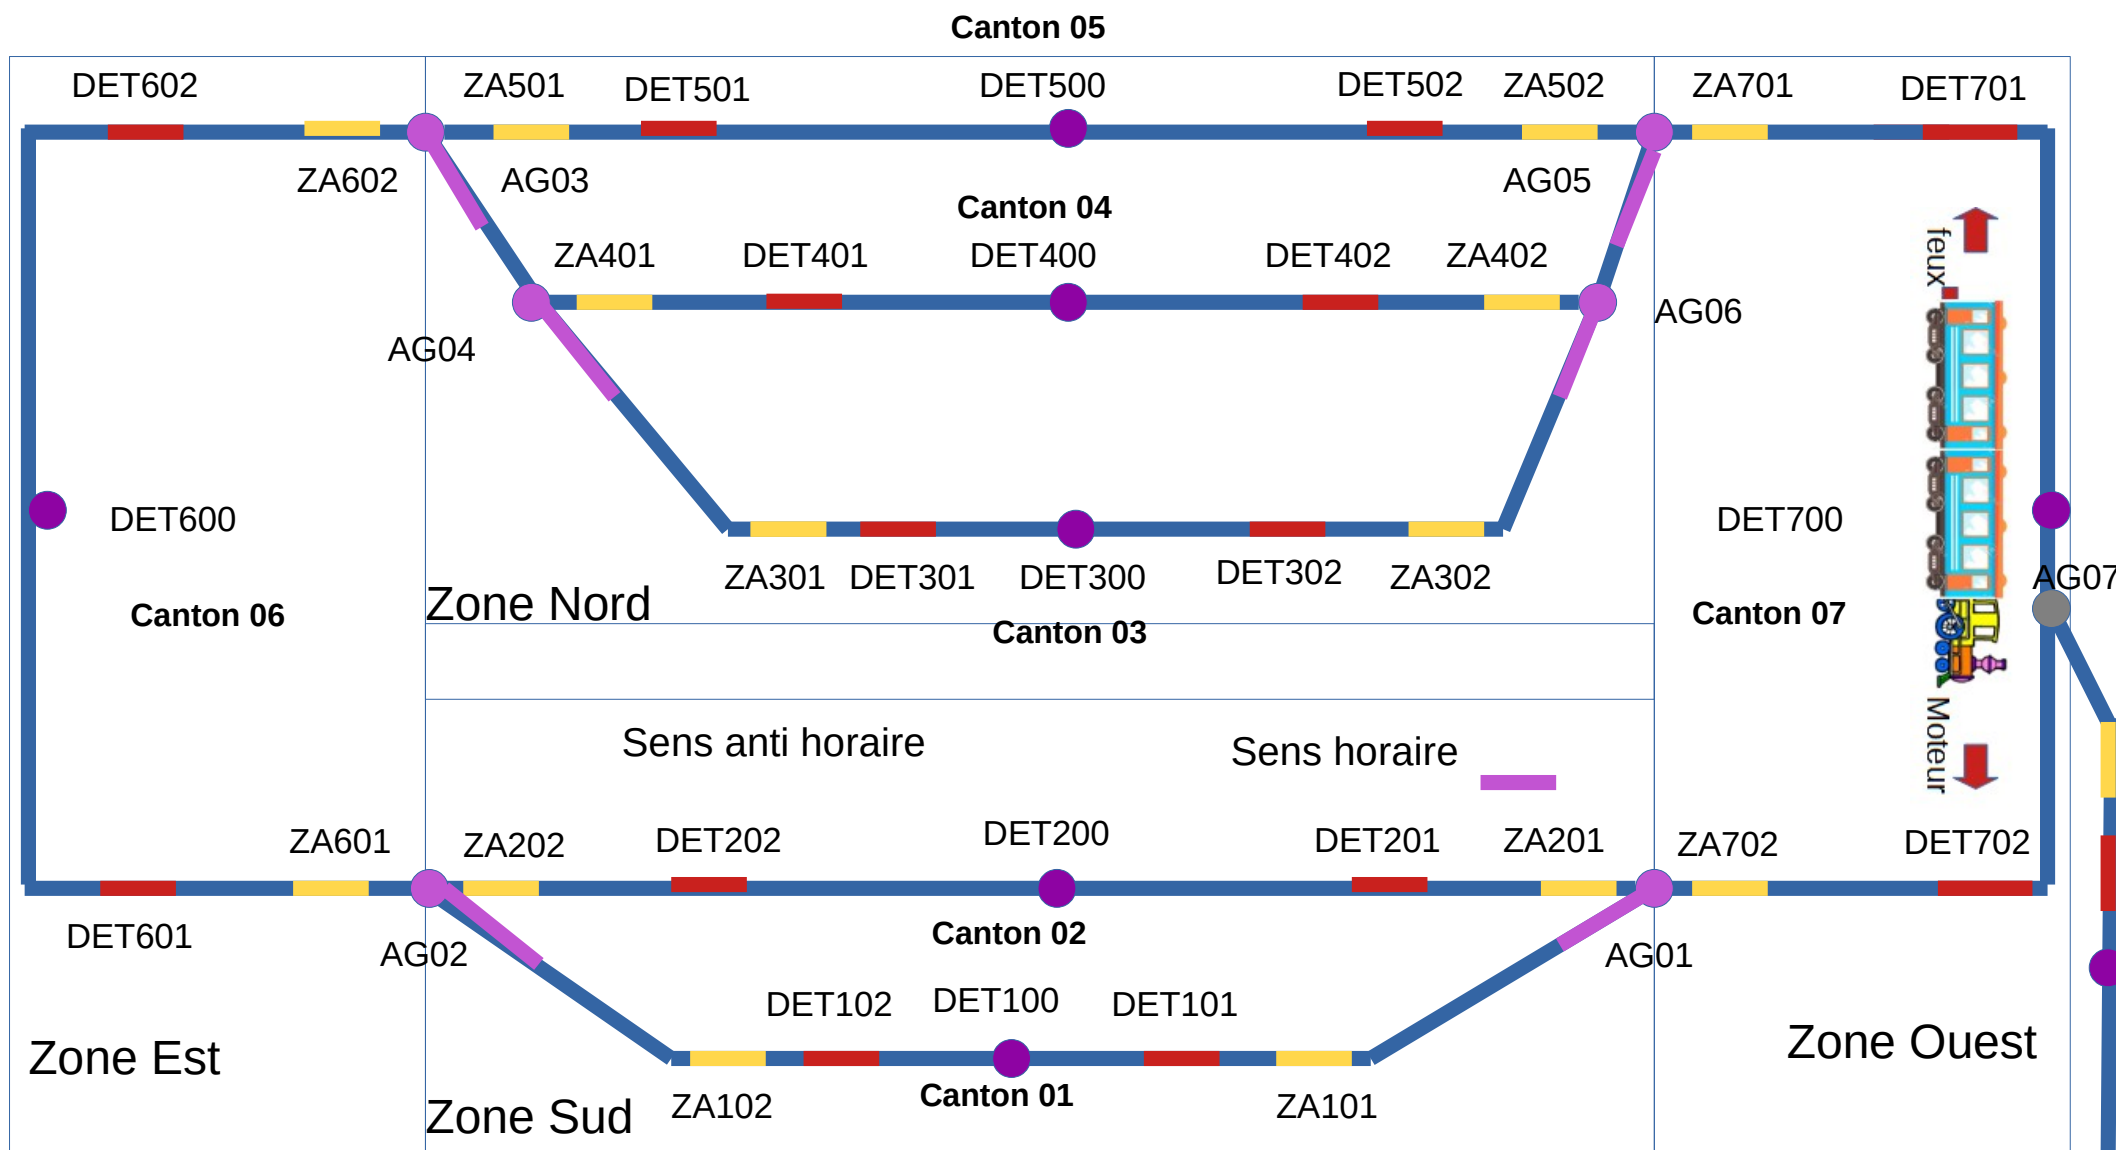 Canton 05
DET602
ZA501
DET501
DET500
DET502
ZA502
ZA701
DET701
ZA602
AG03
AG05
Canton 04
feux
ZA401
DET401
DET400
DET402
ZA402
AG06
AG04
DET600
DET700
ZA301
DET301
DET300
DET302
ZA302
AG07
Canton 06
Zone Nord
Canton 03
Canton 07
Sens anti horaire
Sens horaire
Moteur
ZA601
ZA202
DET202
DET200
DET201
ZA201
ZA702
DET702
DET601
AG02
Canton 02
AG01
DET102
DET100
DET101
Zone Est
Zone Ouest
Zone Sud
ZA102
Canton 01
ZA101